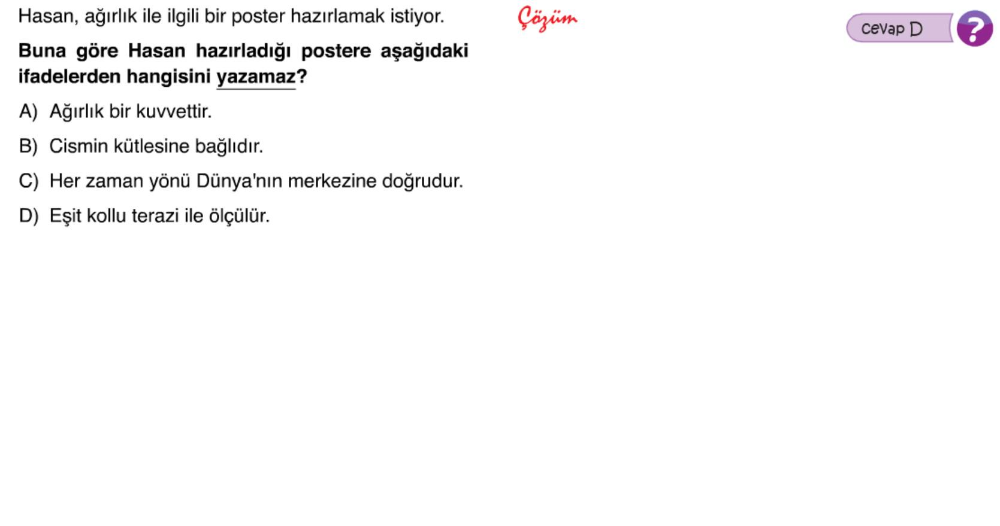 Hasan, ağırlık ile ilgili bir poster hazırlamak istiyor.
Buna göre Hasan hazırladığı postere aşağıdaki
ifadelerden hangisini yazamaz?
A) Ağırlık bir kuvvettir.
B) Cismin kütlesine bağlıdır.
C) Her zaman yönü Dünya'nın merkezine doğrudur.
D) Eşit kollu terazi ile ölçülür.
Çözüm
cevap D
?